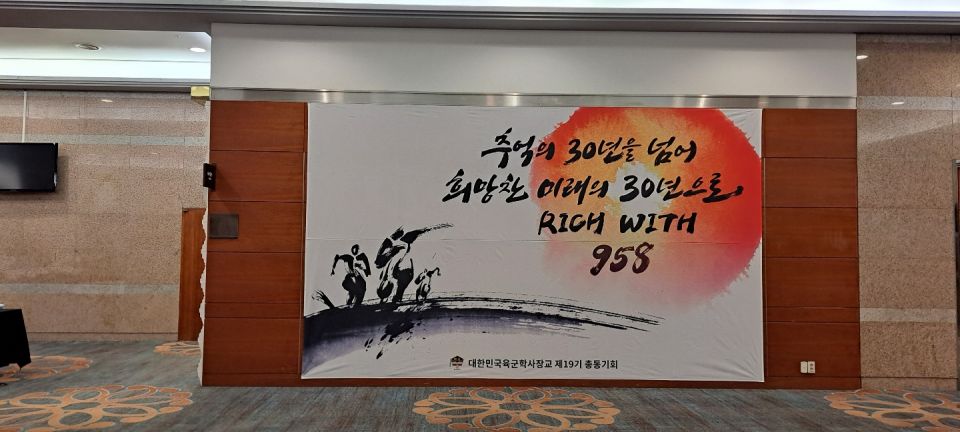 추억의 30년을 넘어
희망찬 미래의 30년으로
RICH WITH
958
대한민국육군학사장교 제19기 총동기회